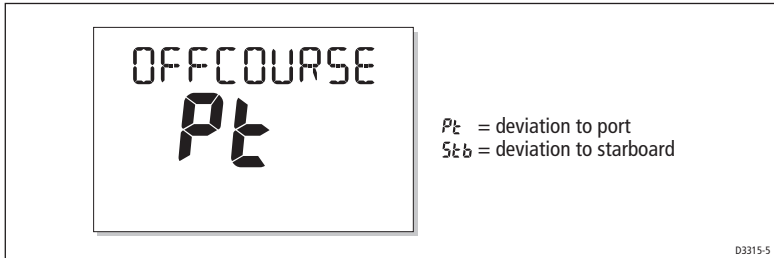 OFFCOURSE
Pt
Pt = deviation to port
Stb = deviation to starboard
D3315-5